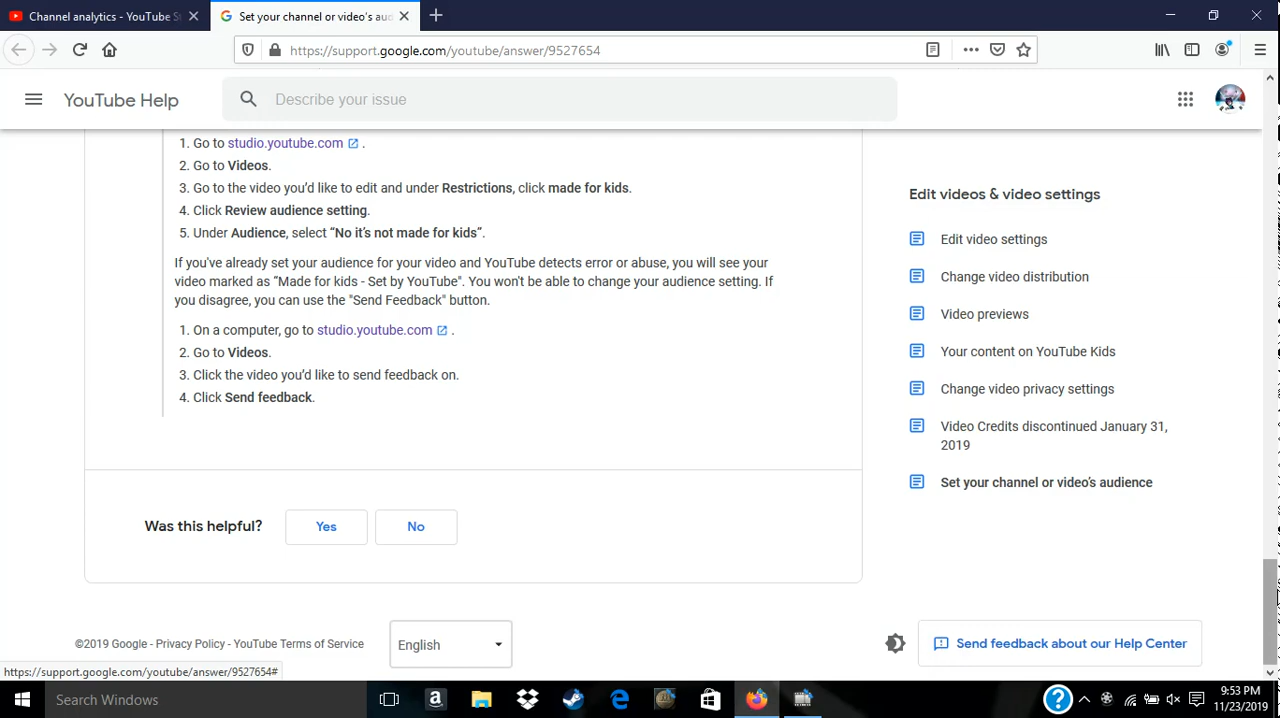 Channel analytics - YouTube St
Set your channel or video's aud
https://support.google.com/youtube/answer/9527654
YouTube Help
Describe your issue
1. Go to studio.youtube.com .
2. Go to Videos.
3. Go to the video you'd like to edit and under Restrictions, click made for kids.
4. Click Review audience setting.
5. Under Audience, select “No it's not made for kids”.
If you've already set your audience for your video and YouTube detects error or abuse, you will see your
video marked as “Made for kids - Set by YouTube". You won't be able to change your audience setting. If
you disagree, you can use the "Send Feedback" button.
1. On a computer, go to studio.youtube.com .
2. Go to Videos.
3. Click the video you'd like to send feedback on.
4. Click Send feedback.
Was this helpful? Yes No
Edit videos & video settings
Edit video settings
Change video distribution
Video previews
Your content on YouTube Kids
Change video privacy settings
Video Credits discontinued January 31,
2019
Set your channel or video's audience
©2019 Google - Privacy Policy - YouTube Terms of Service
English
Send feedback about our Help Center
https://support.google.com/youtube/answer/9527654#
Search Windows
9:53 PM
11/23/2019